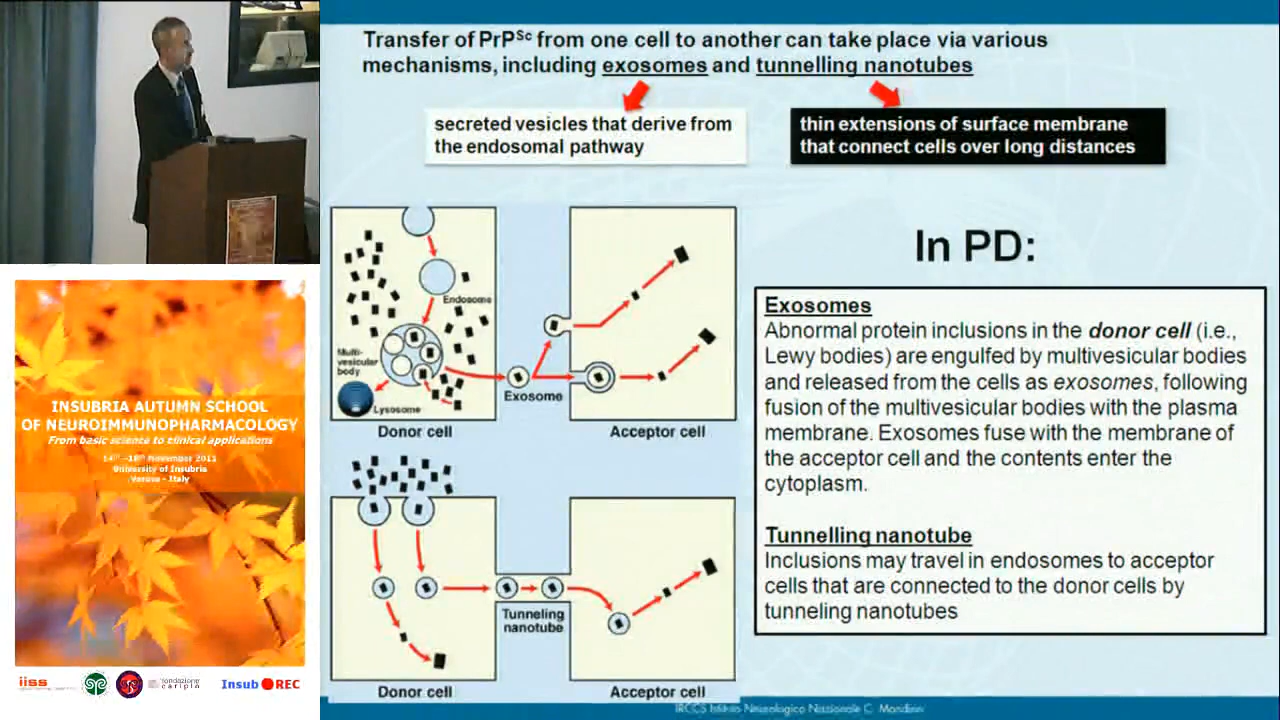 Transfer of PrPSc from one cell to another can take place via various
mechanisms, including exosomes and tunnelling nanotubes
secreted vesicles that derive from
the endosomal pathway
thin extensions of surface membrane
that connect cells over long distances
Endosome
Multi-
vesicular
body
Lysosome
Exosome
Donor cell
Acceptor cell
Tunneling
nanotube
Donor cell
Acceptor cell
In PD:
Exosomes
Abnormal protein inclusions in the donor cell (i.e.,
Lewy bodies) are engulfed by multivesicular bodies
and released from the cells as exosomes, following
fusion of the multivesicular bodies with the plasma
membrane. Exosomes fuse with the membrane of
the acceptor cell and the contents enter the
cytoplasm.
Tunnelling nanotube
Inclusions may travel in endosomes to acceptor
cells that are connected to the donor cells by
tunneling nanotubes
IRCCS Istituto Neurologico Nazionale C.
INSUBRIA AUTUMN SCHOOL
OF NEUROIMMUNOPHARMACOLOGY
From basic science to clinical applications
14th -18th November 2011
University of Insubria
Varese - Italy
iiss
fondazione
cariplo
InsubREC